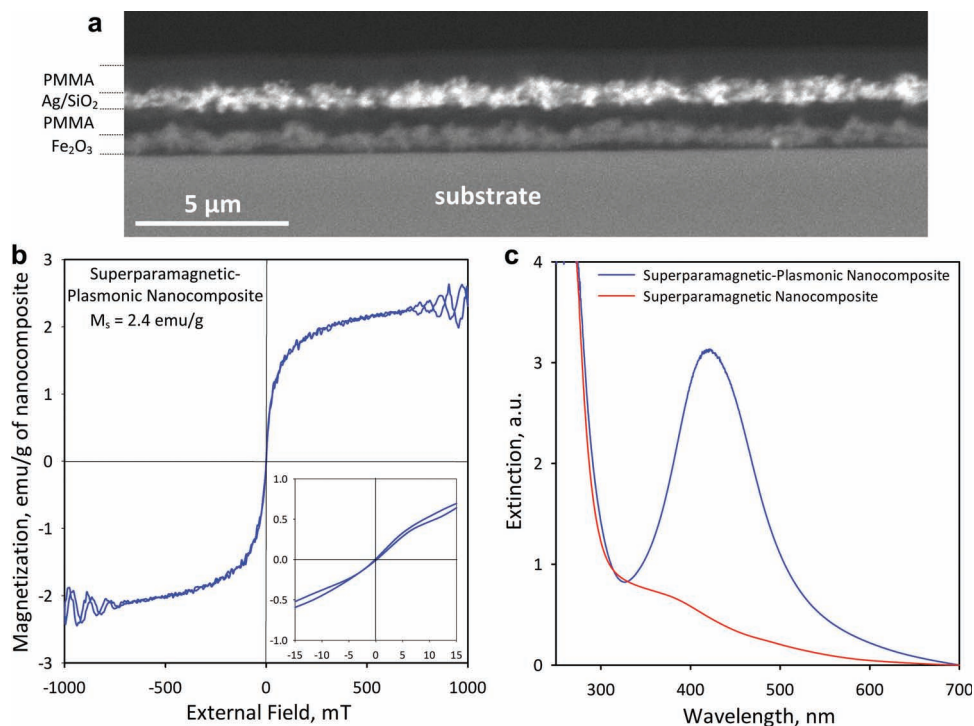 a
PMMA
Ag/SiO₂
PMMA
Fe₂O₃
substrate
5 µm
b
Magnetization, emu/g of nanocomposite
3
2
1
0
-1
-2
-3
-1000
-500
0
500
1000
External Field, mT
Superparamagnetic-
Plasmonic Nanocomposite
Mₛ = 2.4 emu/g
1.0
0.5
0.0
-0.5
-1.0
-15
-10
-5
0
5
10
15
c
Extinction, a.u.
4
3
2
1
0
300
400
500
600
700
Wavelength, nm
Superparamagnetic-Plasmonic Nanocomposite
Superparamagnetic Nanocomposite